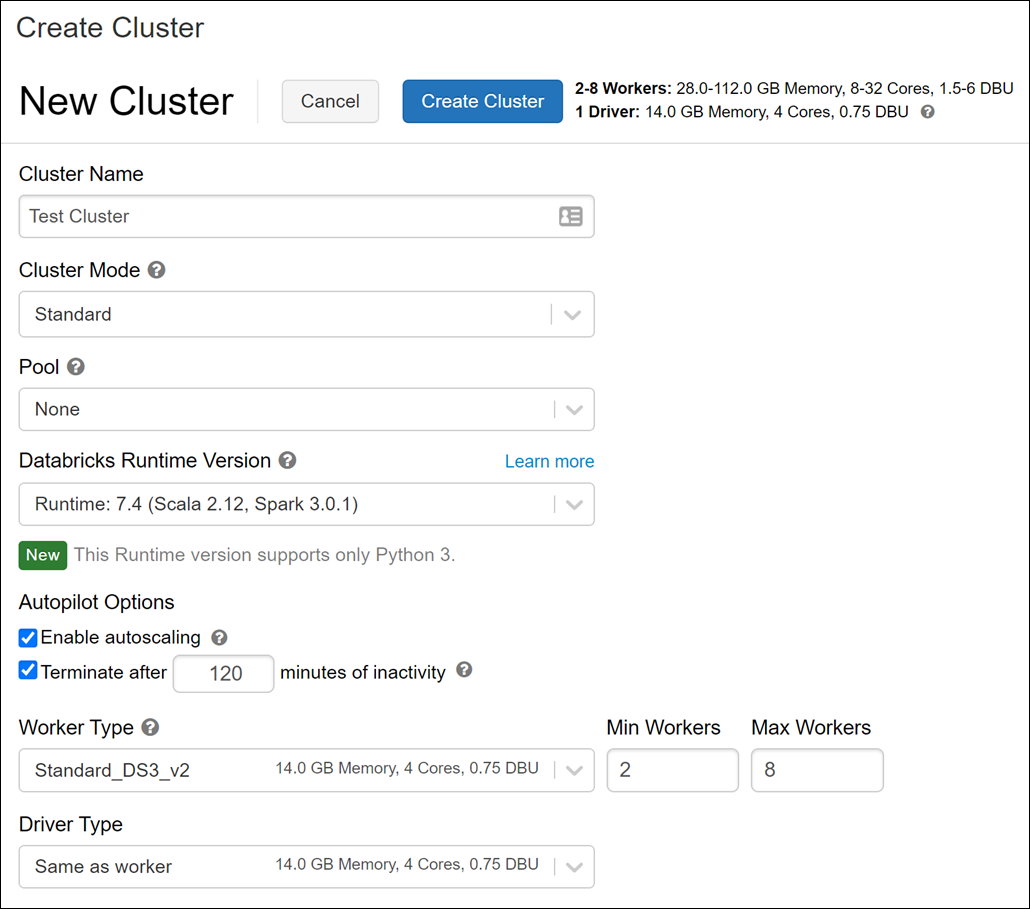 Create Cluster
New Cluster
Cancel
Create Cluster
2-8 Workers: 28.0-112.0 GB Memory, 8-32 Cores, 1.5-6 DBU
1 Driver: 14.0 GB Memory, 4 Cores, 0.75 DBU ?
Cluster Name
Test Cluster
Cluster Mode ?
Standard
Pool ?
None
Databricks Runtime Version ? Learn more
Runtime: 7.4 (Scala 2.12, Spark 3.0.1)
New This Runtime version supports only Python 3.
Autopilot Options
Enable autoscaling ?
Terminate after 120 minutes of inactivity ?
Worker Type ? Min Workers Max Workers
Standard_DS3_v2 14.0 GB Memory, 4 Cores, 0.75 DBU 2 8
Driver Type
Same as worker 14.0 GB Memory, 4 Cores, 0.75 DBU